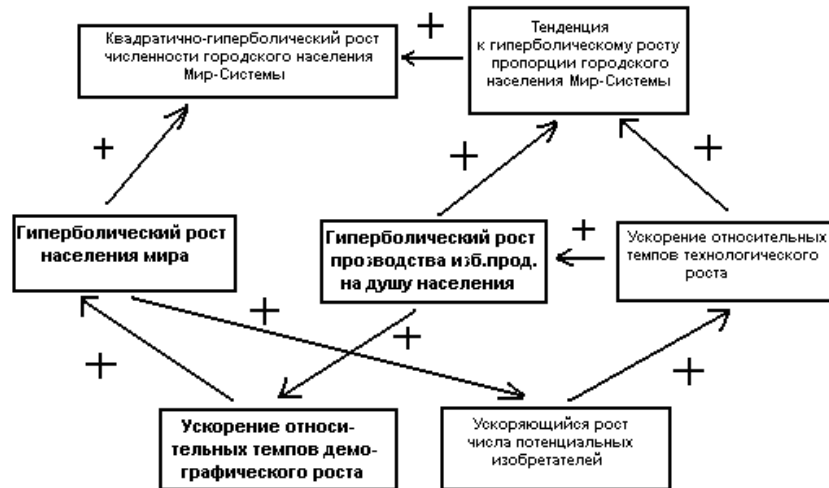 Квадратично-гиперболический рост
численности городского населения
Мир-Системы
+
Тенденция
к гиперболическому росту
пропорции городского
населения Мир-Системы
+
+
+
Гиперболический рост
населения мира
Гиперболический рост
производства изб.прод.
на душу населения
+
Ускорение относительных
темпов технологического
роста
+
+
+
+
Ускорение относи-
тельных темпов демо-
графического роста
Ускоряющийся рост
числа потенциальных
изобретателей